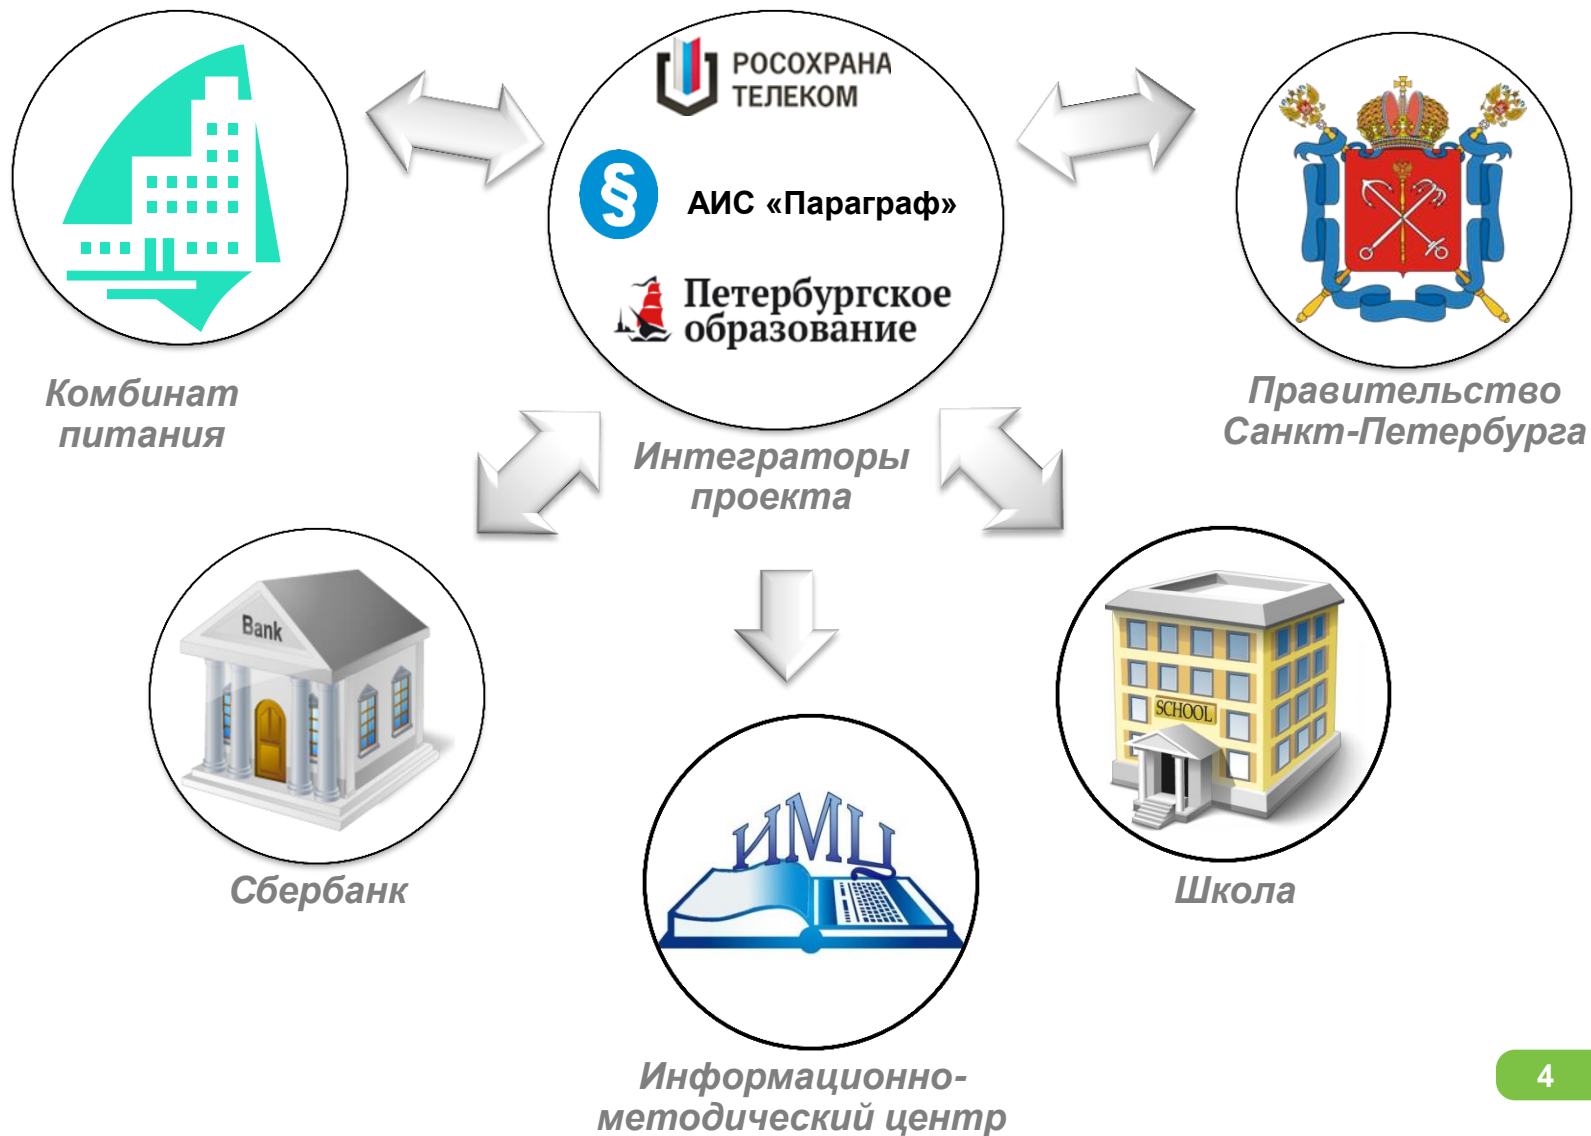 РОСОХРАНА
ТЕЛЕКОМ
§ АИС «Параграф»
Петербургское
образование
Комбинат
питания
Интеграторы
проекта
Правительство
Санкт-Петербурга
Bank
SCHOOL
Сбербанк
Школа
ИМЦ
Информационно-
методический центр
4